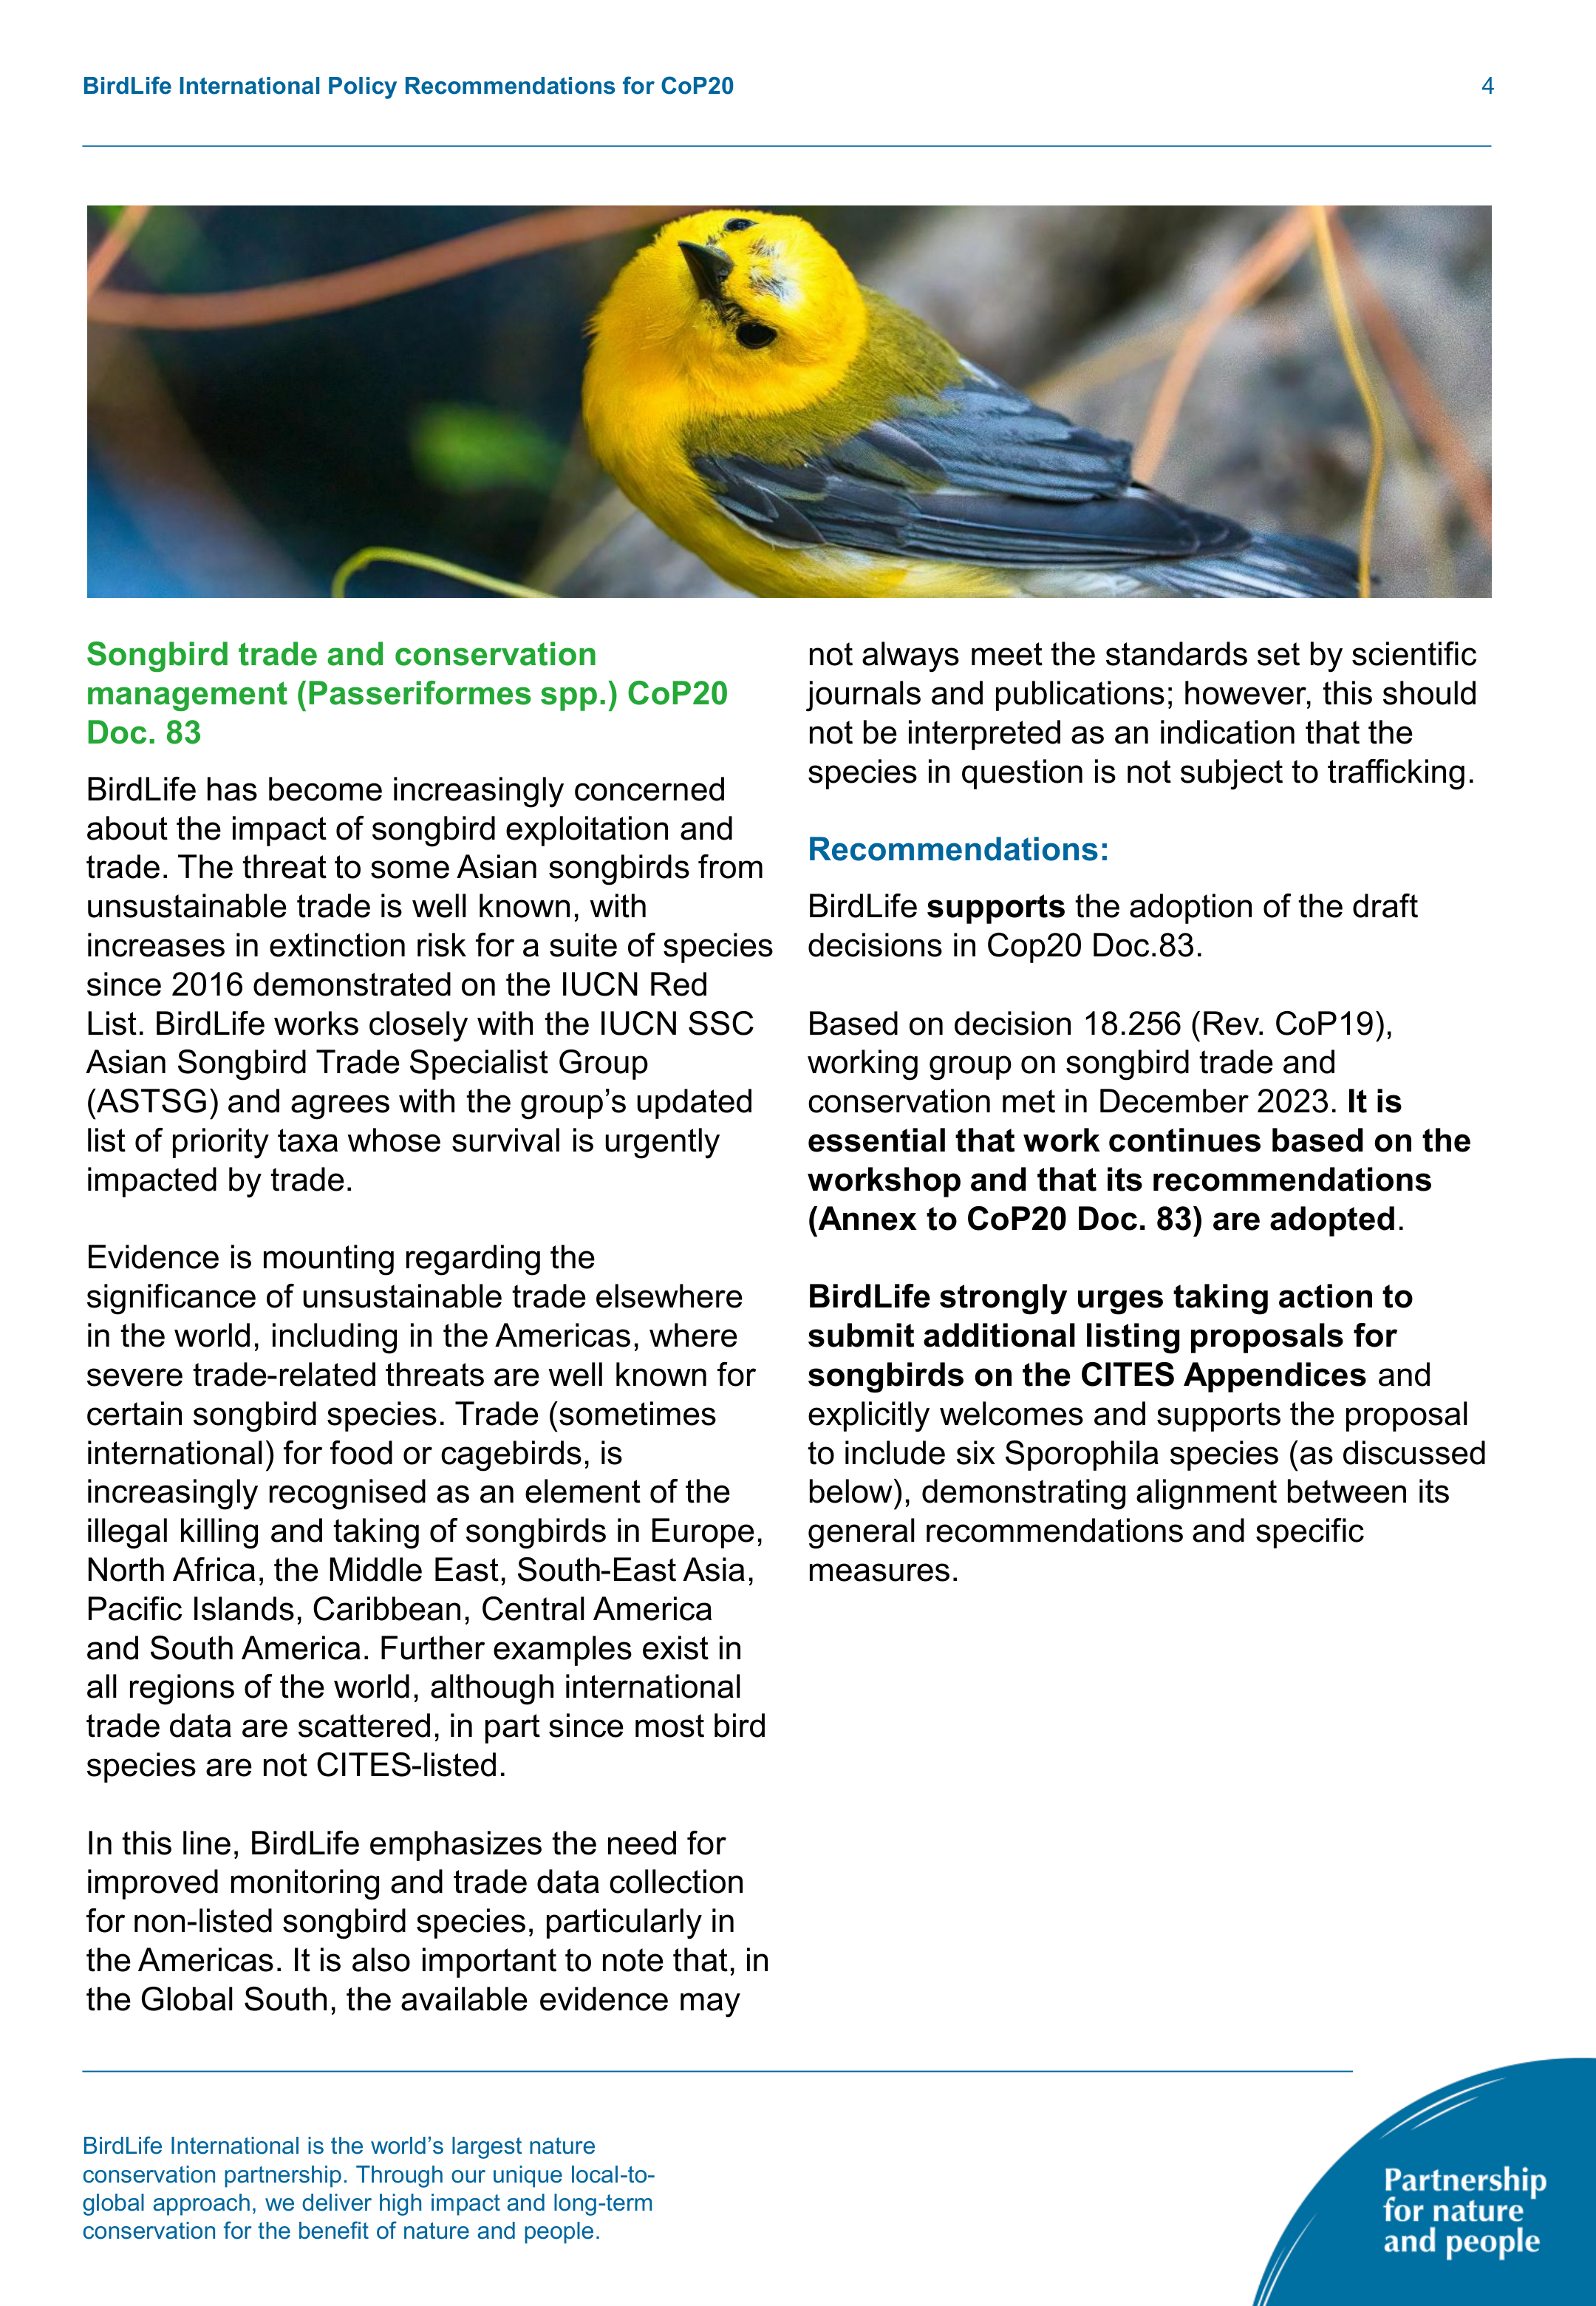 BirdLife International Policy Recommendations for CoP20
4
Songbird trade and conservation
management (Passeriformes spp.) CoP20
Doc. 83
BirdLife has become increasingly concerned
about the impact of songbird exploitation and
trade. The threat to some Asian songbirds from
unsustainable trade is well known, with
increases in extinction risk for a suite of species
since 2016 demonstrated on the IUCN Red
List. BirdLife works closely with the IUCN SSC
Asian Songbird Trade Specialist Group
(ASTSG) and agrees with the group’s updated
list of priority taxa whose survival is urgently
impacted by trade.
Evidence is mounting regarding the
significance of unsustainable trade elsewhere
in the world, including in the Americas, where
severe trade-related threats are well known for
certain songbird species. Trade (sometimes
international) for food or cagebirds, is
increasingly recognised as an element of the
illegal killing and taking of songbirds in Europe,
North Africa, the Middle East, South-East Asia,
Pacific Islands, Caribbean, Central America
and South America. Further examples exist in
all regions of the world, although international
trade data are scattered, in part since most bird
species are not CITES-listed.
In this line, BirdLife emphasizes the need for
improved monitoring and trade data collection
for non-listed songbird species, particularly in
the Americas. It is also important to note that, in
the Global South, the available evidence may
not always meet the standards set by scientific
journals and publications; however, this should
not be interpreted as an indication that the
species in question is not subject to trafficking.
Recommendations:
BirdLife supports the adoption of the draft
decisions in Cop20 Doc.83.
Based on decision 18.256 (Rev. CoP19),
working group on songbird trade and
conservation met in December 2023. It is
essential that work continues based on the
workshop and that its recommendations
(Annex to CoP20 Doc. 83) are adopted.
BirdLife strongly urges taking action to
submit additional listing proposals for
songbirds on the CITES Appendices and
explicitly welcomes and supports the proposal
to include six Sporophila species (as discussed
below), demonstrating alignment between its
general recommendations and specific
measures.
BirdLife International is the world’s largest nature
conservation partnership. Through our unique local-to-
global approach, we deliver high impact and long-term
conservation for the benefit of nature and people.
Partnership
for nature
and people